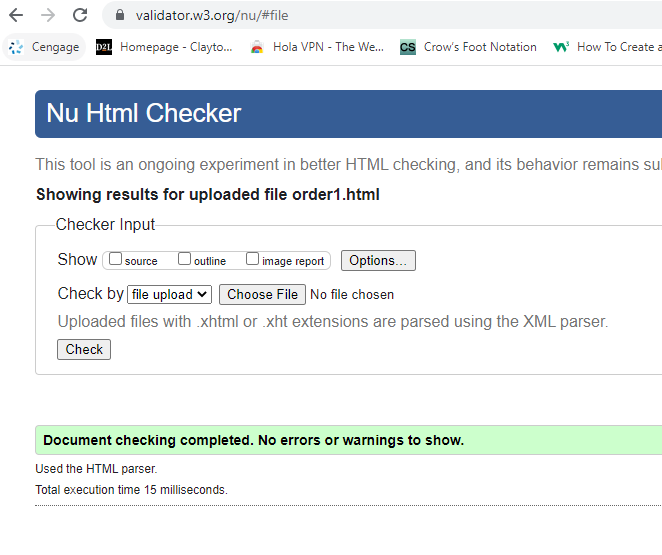 validator.w3.org/nu/#file
Cengage D2L Homepage - Clayto... Hola VPN - The We... CS Crow's Foot Notation W3 How To Create a
Nu Html Checker
This tool is an ongoing experiment in better HTML checking, and its behavior remains su
Showing results for uploaded file order1.html
Checker Input
Show source outline image report Options...
Check by file upload Choose File No file chosen
Uploaded files with .xhtml or .xht extensions are parsed using the XML parser.
Check
Document checking completed. No errors or warnings to show.
Used the HTML parser.
Total execution time 15 milliseconds.